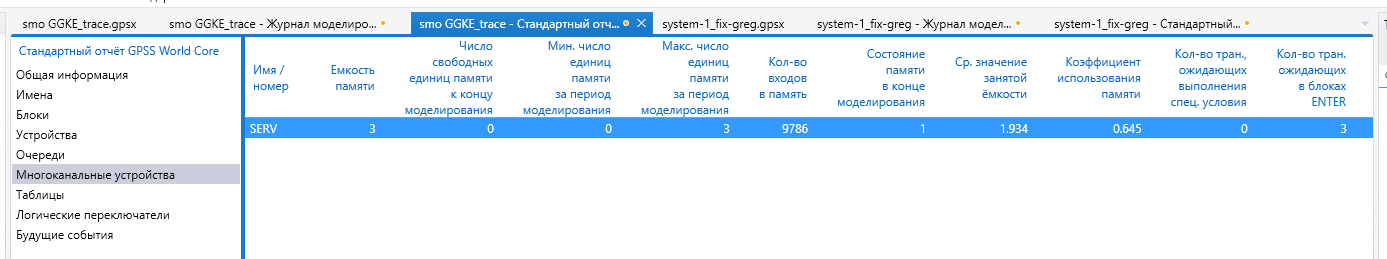 smo GGKE_trace.gpsx
smo GGKE_trace - Журнал моделиро...
smo GGKE_trace - Стандартный отч...
system-1_fix-greg.gpsx
system-1_fix-greg - Журнал модел...
system-1_fix-greg - Стандартный...
Стандартный отчёт GPSS World Core
Общая информация
Имена
Блоки
Устройства
Очереди
Многоканальные устройства
Таблицы
Логические переключатели
Будущие события
Имя /
номер
Емкость
памяти
Число
свободных
единиц памяти
к концу
моделирования
Мин. число
единиц
памяти
за период
моделирования
Макс. число
единиц
памяти
за период
моделирования
Кол-во
входов
в память
Состояние
памяти
в конце
моделирования
Ср. значение
занятой
ёмкости
Коэффициент
использования
памяти
Кол-во тран.,
ожидающих
выполнения
спец. условия
Кол-во тран.
ожидающих
в блоках
ENTER
SERV 3 0 0 3 9786 1 1.934 0.645 0 3